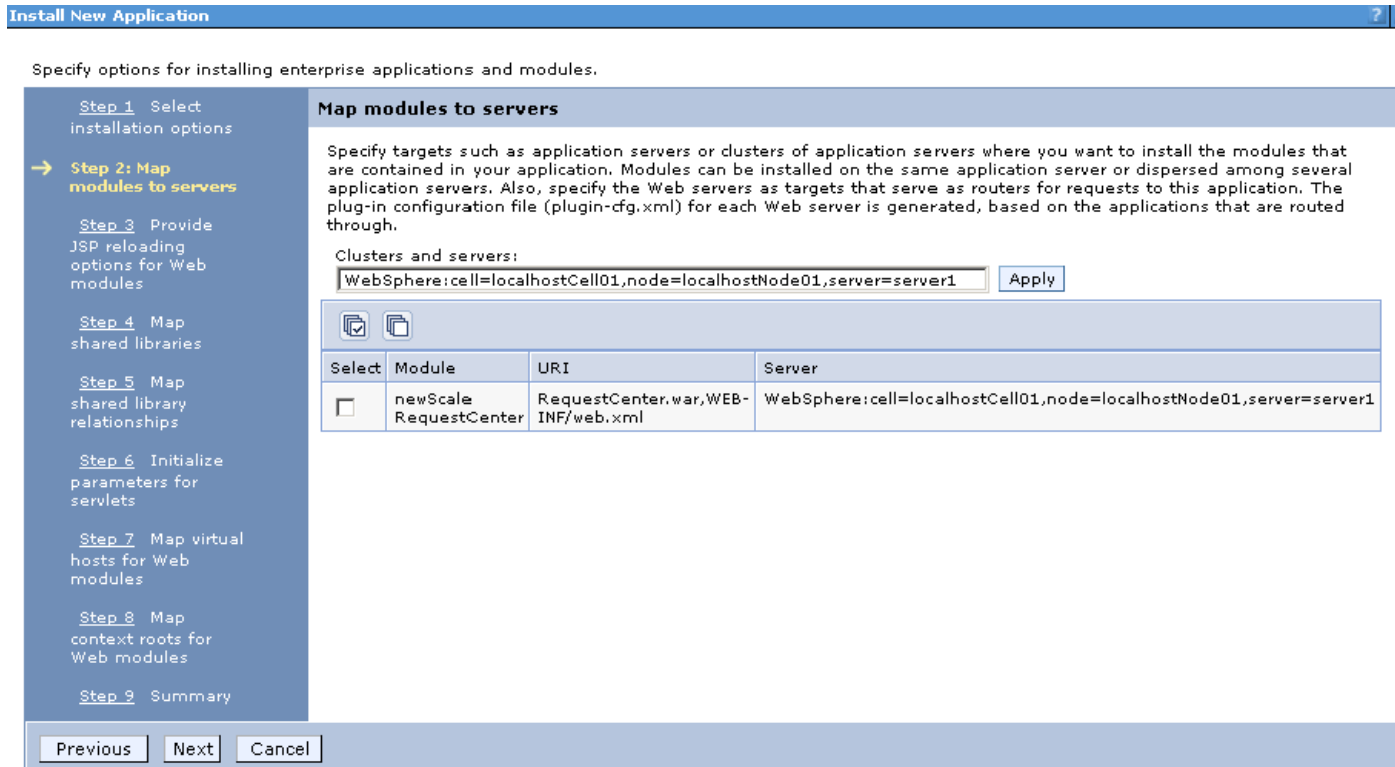 Install New Application
?
Specify options for installing enterprise applications and modules.
Step 1 Select
installation options
Step 2: Map
modules to servers
Step 3 Provide
JSP reloading
options for Web
modules
Step 4 Map
shared libraries
Step 5 Map
shared library
relationships
Step 6 Initialize
parameters for
servlets
Step 7 Map virtual
hosts for Web
modules
Step 8 Map
context roots for
Web modules
Step 9 Summary
Map modules to servers
Specify targets such as application servers or clusters of application servers where you want to install the modules that
are contained in your application. Modules can be installed on the same application server or dispersed among several
application servers. Also, specify the Web servers as targets that serve as routers for requests to this application. The
plug-in configuration file (plugin-cfg.xml) for each Web server is generated, based on the applications that are routed
through.
Clusters and servers:
WebSphere:cell=localhostCell01,node=localhostNode01,server=server1 Apply
Select Module URI Server
newScale RequestCenter.war,WEB- WebSphere:cell=localhostCell01,node=localhostNode01,server=server1
RequestCenter INF/web.xml
Previous Next Cancel